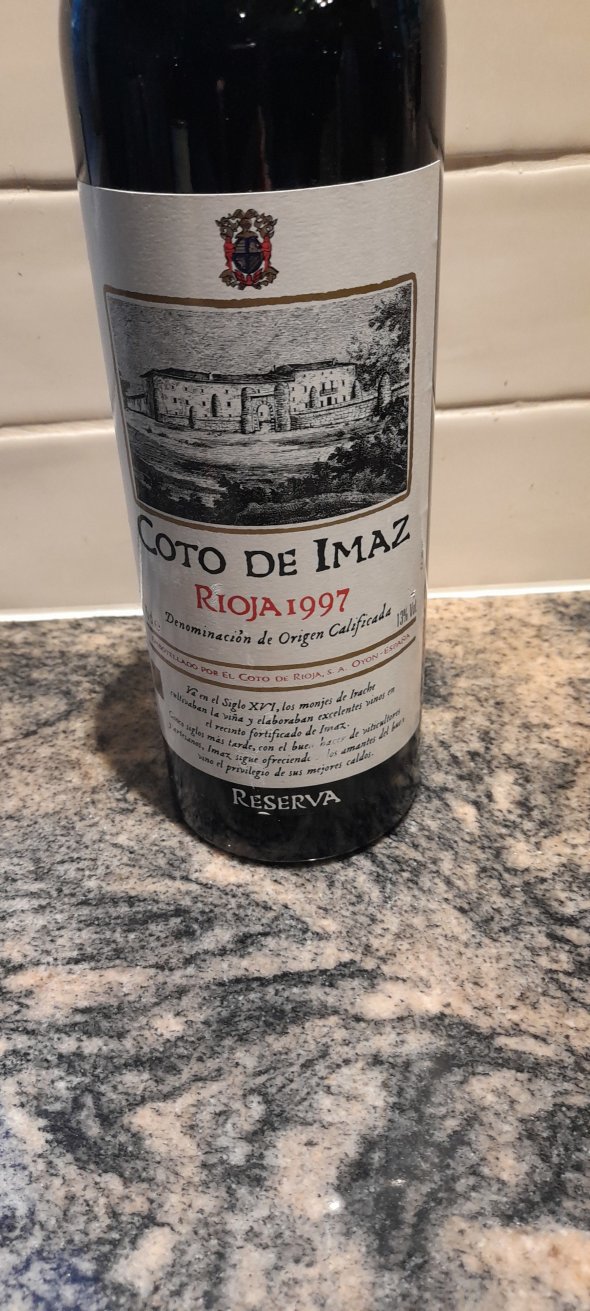 COTO DE IMAZ
RIOJA 1997
Denominación de Origen Calificada 13% Vol.
POR EL COTO DE RIOJA, S. A. OYON-ESPAÑA
Ya en el Siglo XVI, los monjes de Irache
cultivaban la viña y elaboraban excelentes vinos en
el recinto fortificado de Imaz.
Cinco siglos más tarde, con el buen hacer de viticultores
y artesanos, Imaz sigue ofreciendo los amantes del buen
vino el privilegio de sus mejores caldos.
RESERVA